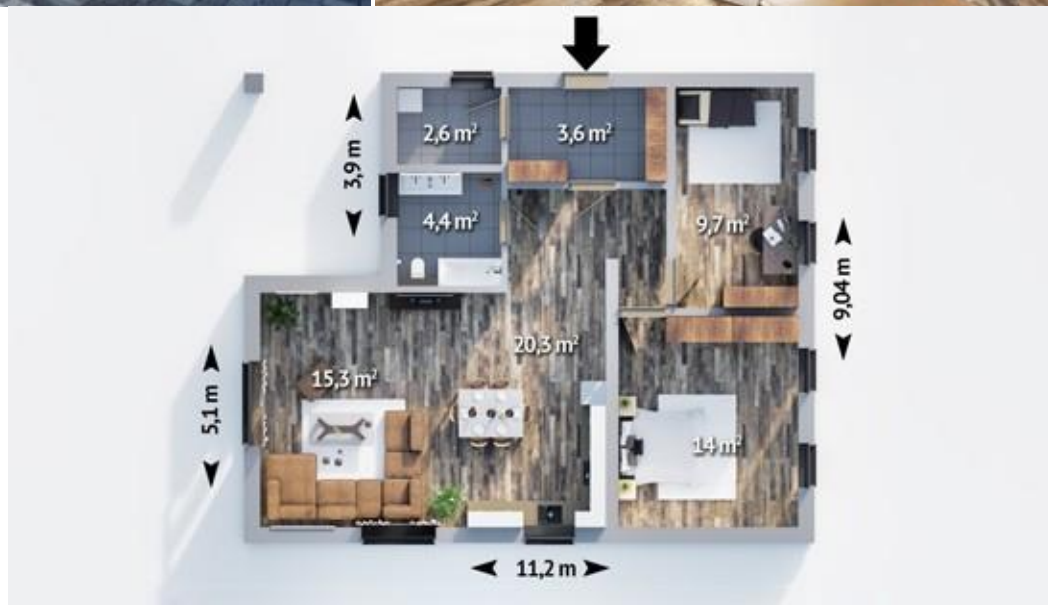 2,6 m²
3,6 m²
3,9 m
4,4 m²
9,7 m²
9,04 m
20,3 m²
15,3 m²
5,1 m
14 m²
11,2 m